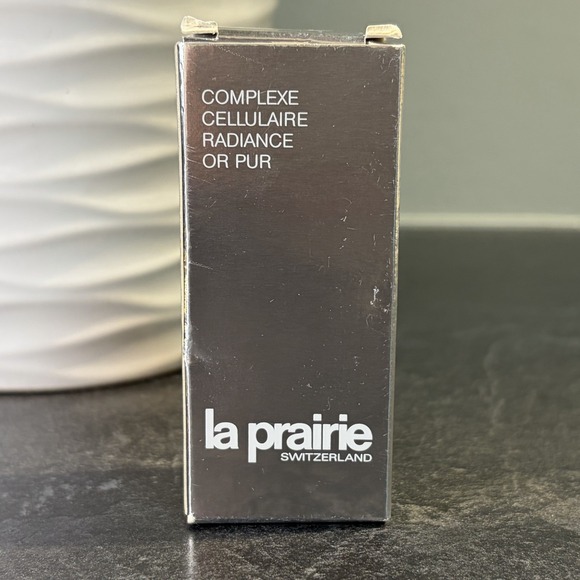 COMPLEXE
CELLULAIRE
RADIANCE
OR PUR
la prairie
SWITZERLAND